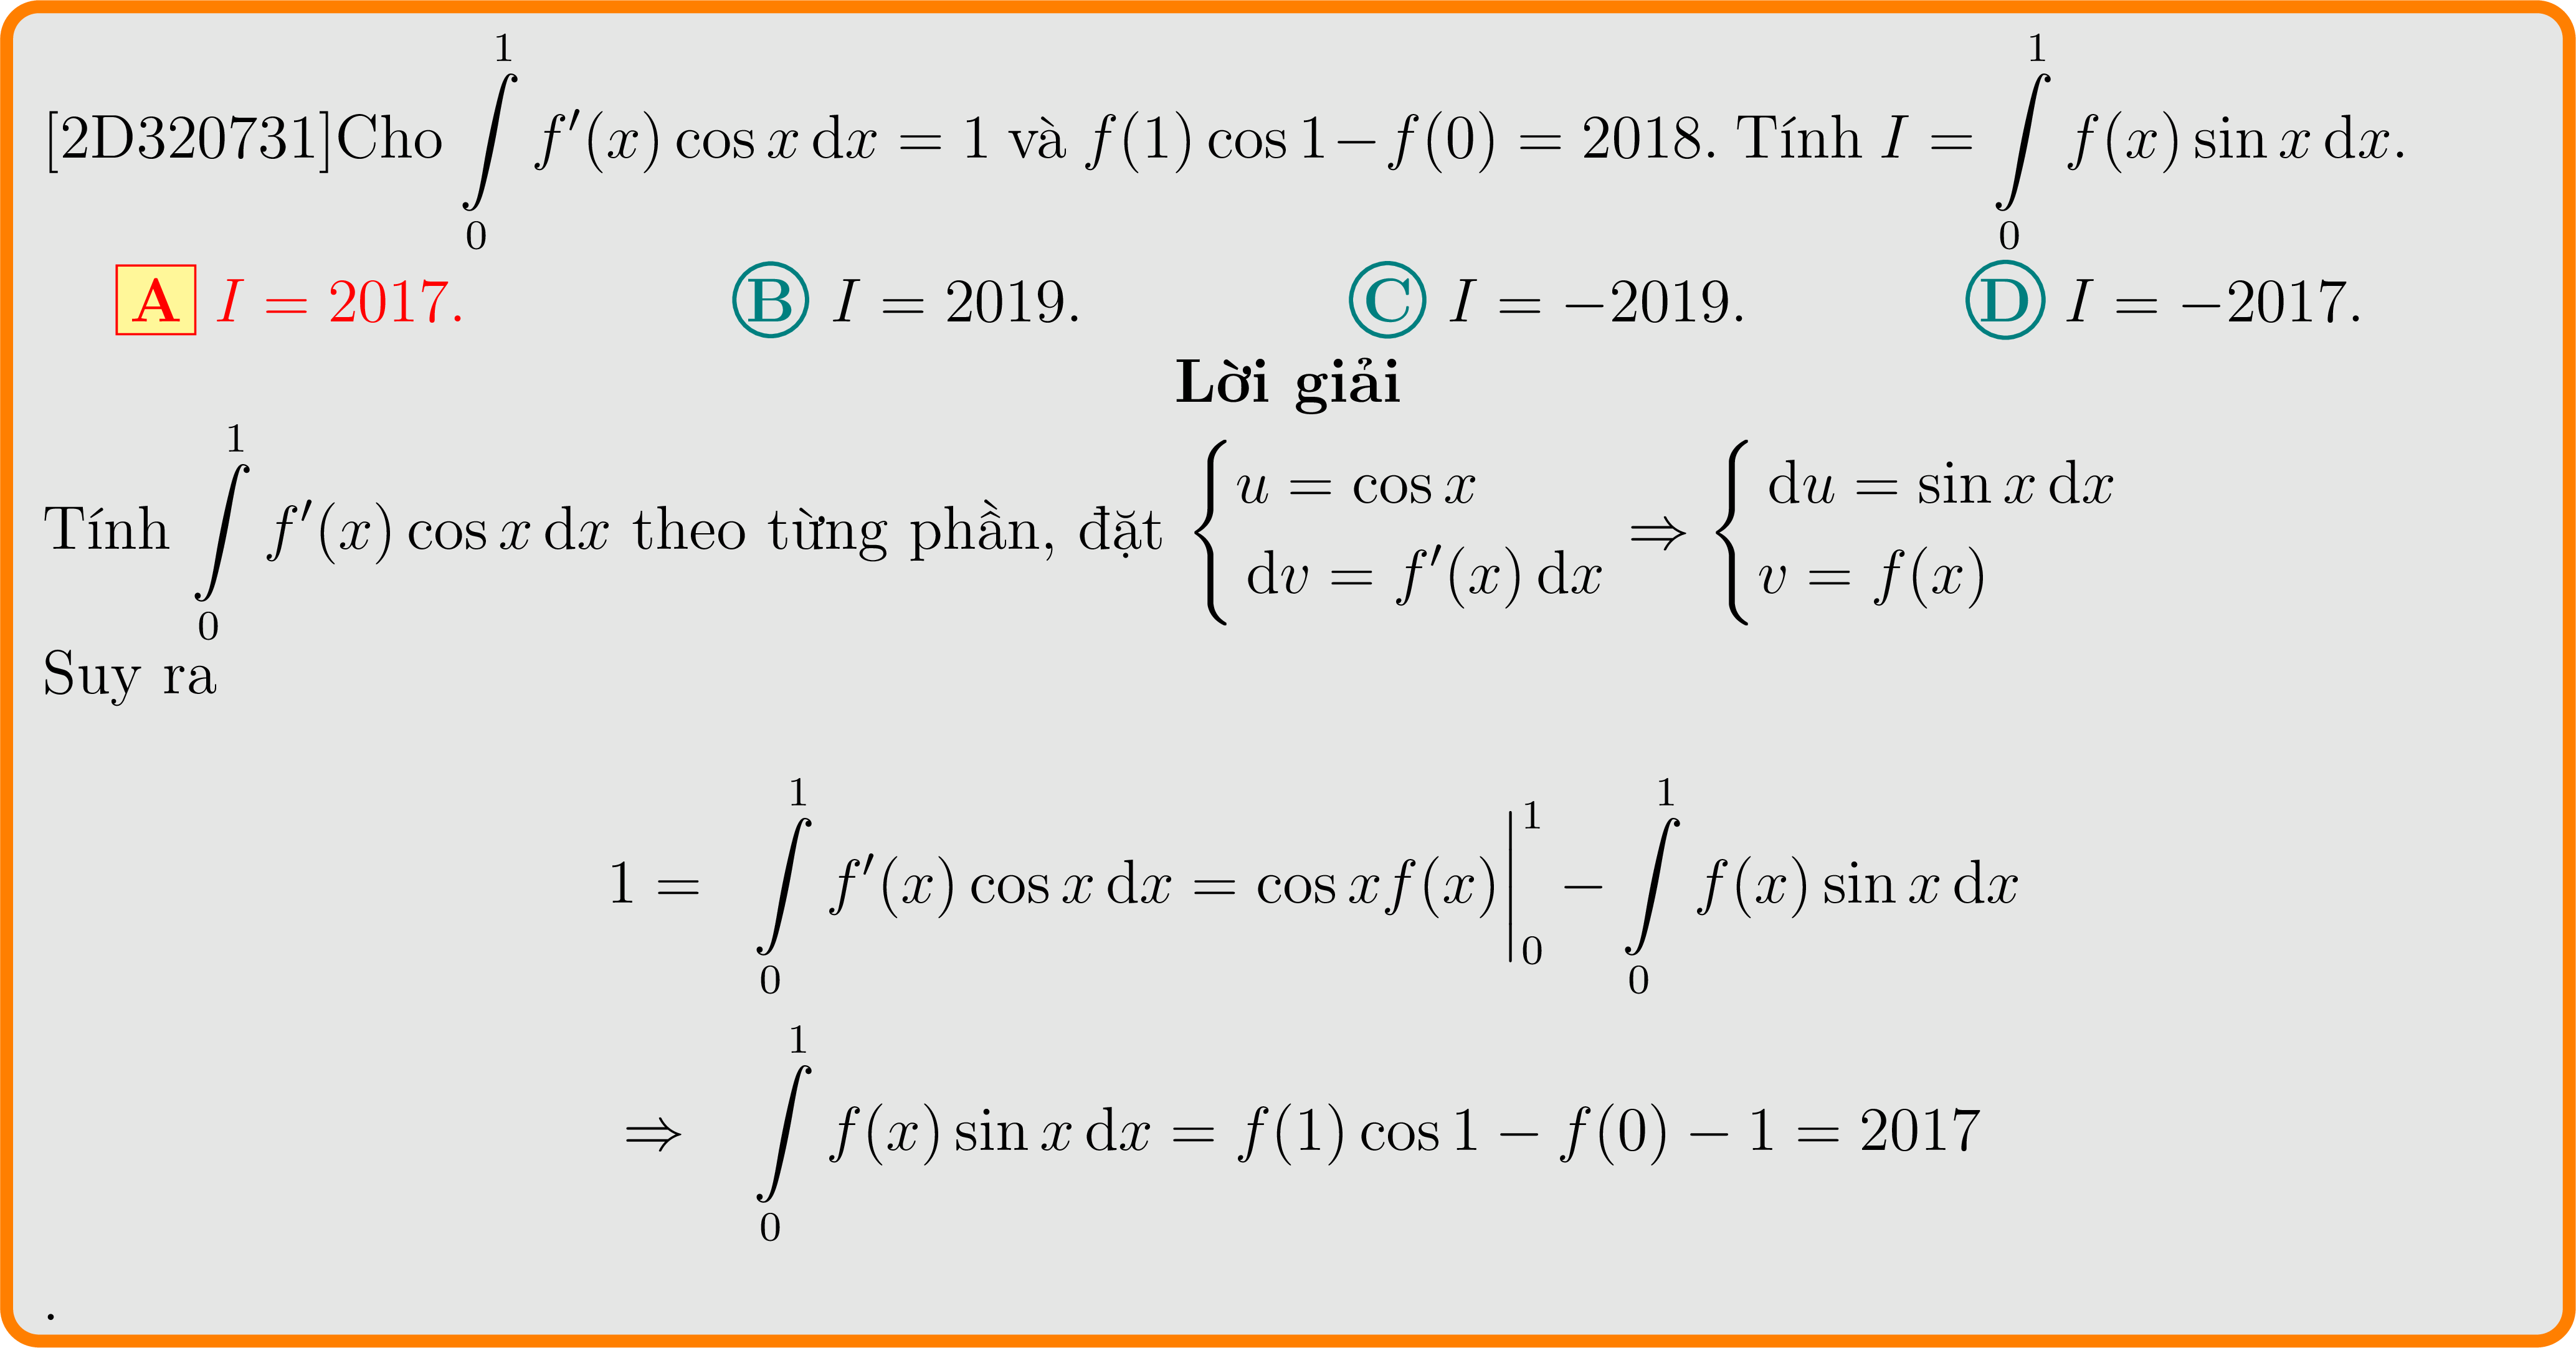 [2D320731]Cho $\int\limits_0^1 f'(x)\cos x\,\mathrm{d}x = 1$ và $f(1)\cos 1 - f(0) = 2018$. Tính $I = \int\limits_0^1 f(x)\sin x\,\mathrm{d}x$.
A $I = 2017$. B $I = 2019$. C $I = -2019$. D $I = -2017$.
Lời giải
Tính $\int\limits_0^1 f'(x)\cos x\,\mathrm{d}x$ theo từng phần, đặt $\begin{cases} u = \cos x \\ \mathrm{d}v = f'(x)\,\mathrm{d}x \end{cases} \Rightarrow \begin{cases} \mathrm{d}u = \sin x\,\mathrm{d}x \\ v = f(x) \end{cases}$
Suy ra
$1 = \int\limits_0^1 f'(x)\cos x\,\mathrm{d}x = \cos x f(x)\Big|_0^1 - \int\limits_0^1 f(x)\sin x\,\mathrm{d}x$
$\Rightarrow \int\limits_0^1 f(x)\sin x\,\mathrm{d}x = f(1)\cos 1 - f(0) - 1 = 2017$
.